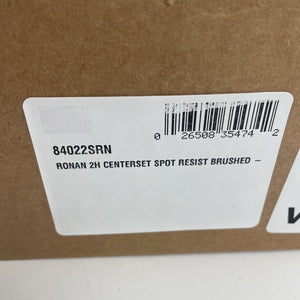 0 26508 35474 2
84022SRN
RONAN 2H CENTERSET SPOT RESIST BRUSHED –